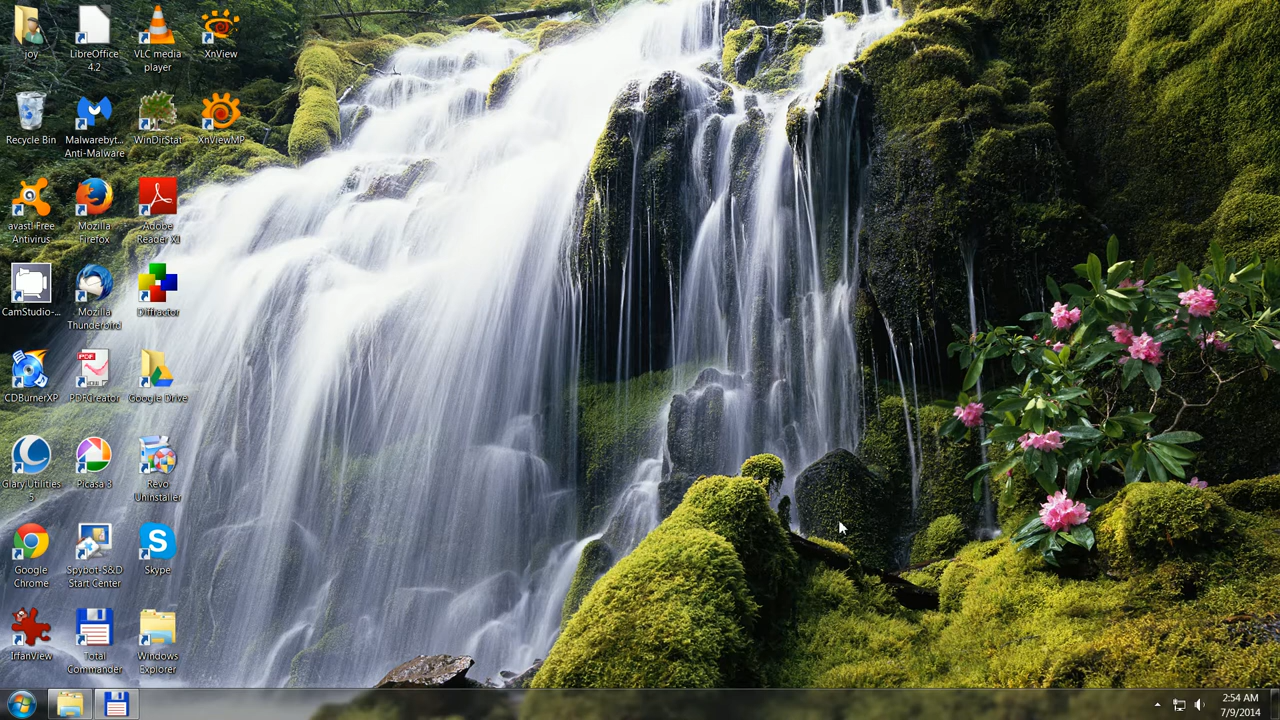 joy
LibreOffice
4.2
VLC media
player
XnView
Recycle Bin
Malwarebyt...
Anti-Malware
WinDirStat
XnViewMP
avast! Free
Antivirus
Mozilla
Firefox
Adobe
Reader XI
CamStudio-...
Mozilla
Thunderbird
Diffractor
CDBurnerXP
PDF
PDFCreator
Google Drive
Glary Utilities
5
Picasa 3
Revo
Uninstaller
Google
Chrome
Spybot-S&D
Start Center
Skype
IrfanView
Total
Commander
Windows
Explorer
2:54 AM
7/9/2014